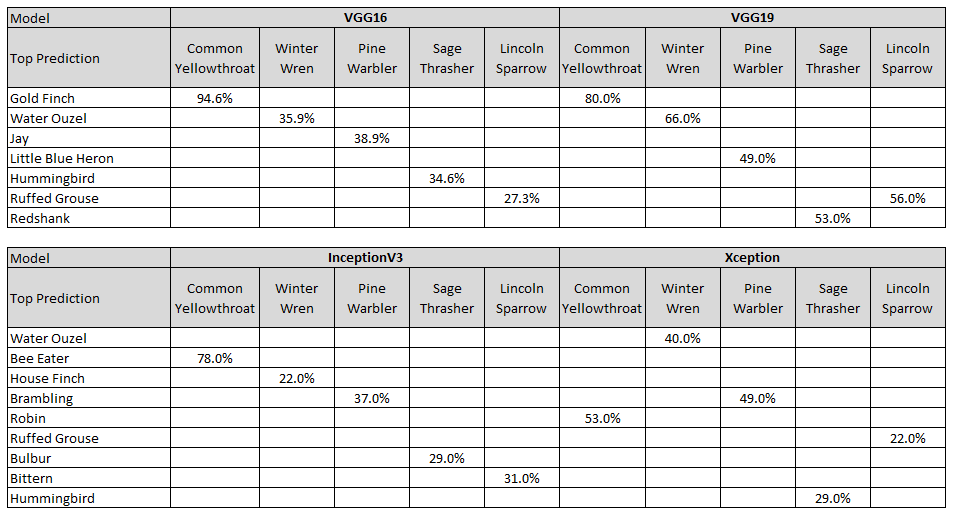 Model VGG16 VGG19
Top Prediction Common Yellowthroat Winter Wren Pine Warbler Sage Thrasher Lincoln Sparrow Common Yellowthroat Winter Wren Pine Warbler Sage Thrasher Lincoln Sparrow
Gold Finch 94.6% 80.0%
Water Ouzel 35.9% 66.0%
Jay 38.9%
Little Blue Heron 49.0%
Hummingbird 34.6%
Ruffed Grouse 27.3% 56.0%
Redshank 53.0%
Model InceptionV3 Xception
Top Prediction Common Yellowthroat Winter Wren Pine Warbler Sage Thrasher Lincoln Sparrow Common Yellowthroat Winter Wren Pine Warbler Sage Thrasher Lincoln Sparrow
Water Ouzel 40.0%
Bee Eater 78.0%
House Finch 22.0%
Brambling 37.0% 49.0%
Robin 53.0%
Ruffed Grouse 22.0%
Bulbur 29.0%
Bittern 31.0%
Hummingbird 29.0%